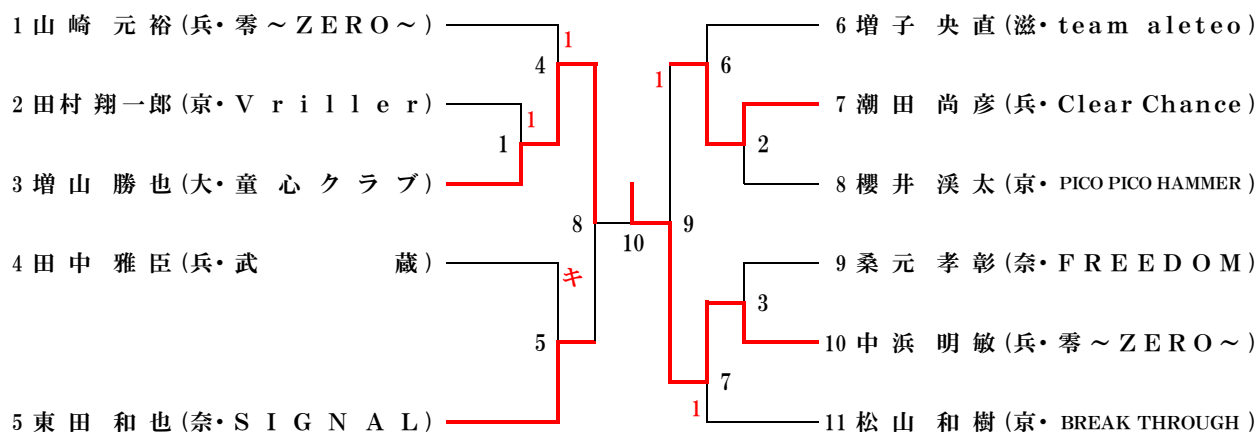 1 山崎 元裕 (兵・零～ZERO～)
1
4
2 田村 翔一郎 (京・Vriller)
1
1
3 増山 勝也 (大・童心クラブ)
8
4 田中 雅臣 (兵・武蔵)
キ
5
5 東田 和也 (奈・SIGNAL)
10
6 増子 央直 (滋・team aleteo)
6
1
7 潮田 尚彦 (兵・Clear Chance)
2
8 櫻井 渓太 (京・PICO PICO HAMMER)
9
9 桑元 孝彰 (奈・FREEDOM)
3
10 中浜 明敏 (兵・零～ZERO～)
7
1
11 松山 和樹 (京・BREAK THROUGH)